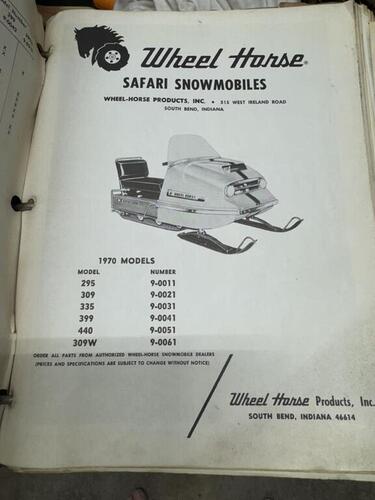 Wheel Horse®
SAFARI SNOWMOBILES
WHEEL-HORSE PRODUCTS, INC. • 515 WEST IRELAND ROAD
SOUTH BEND, INDIANA
WHEEL HORSE
1970 MODELS
MODEL NUMBER
295 9-0011
309 9-0021
335 9-0031
399 9-0041
440 9-0051
309W 9-0061
ORDER ALL PARTS FROM AUTHORIZED WHEEL-HORSE SNOWMOBILE DEALERS
(PRICES AND SPECIFICATIONS ARE SUBJECT TO CHANGE WITHOUT NOTICE)
Wheel Horse Products, Inc.
SOUTH BEND, INDIANA 46614